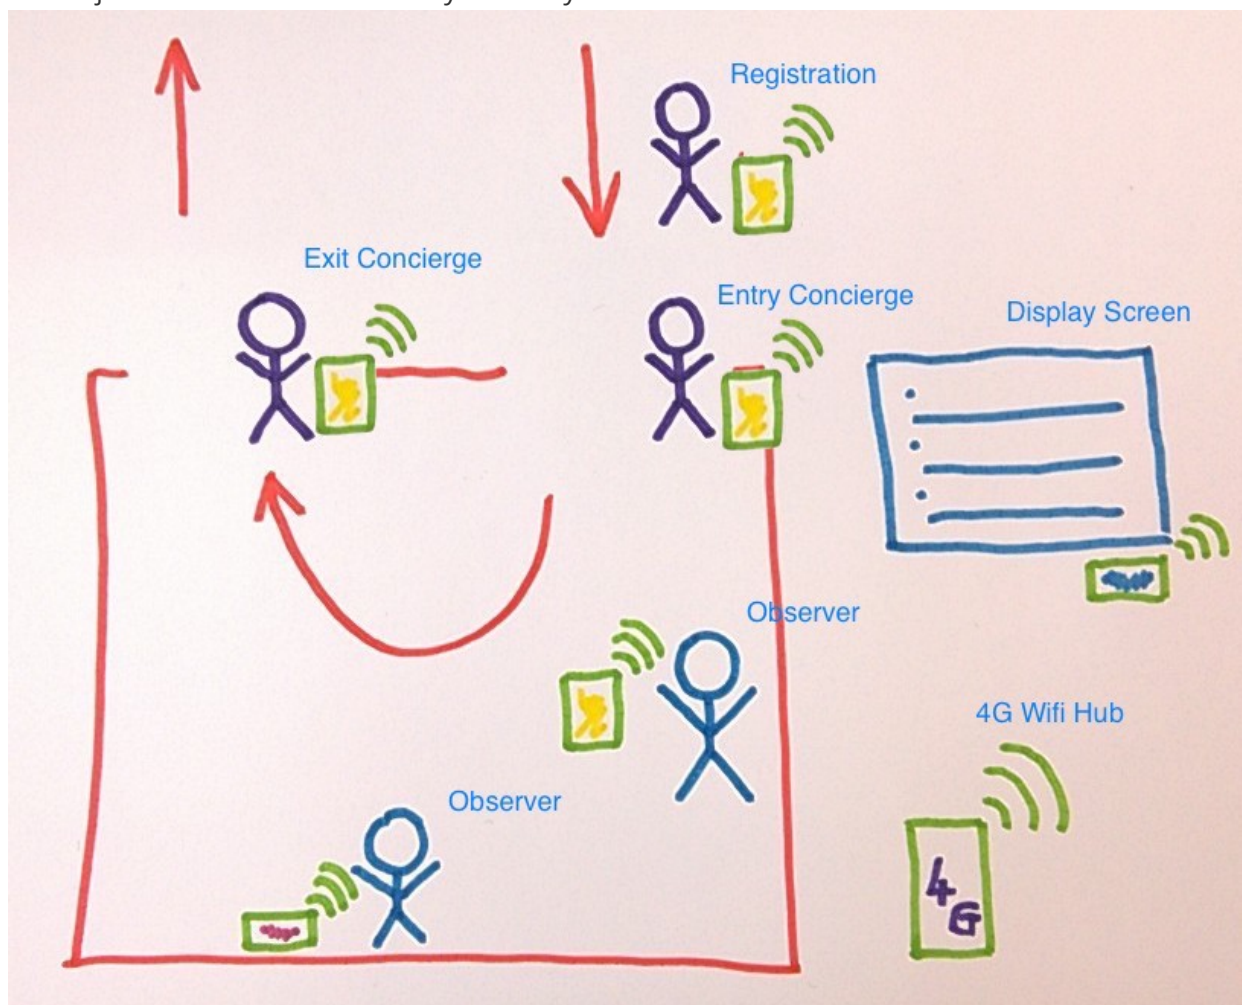 Registration
Exit Concierge
Entry Concierge
Display Screen
Observer
4G Wifi Hub
Observer
4G